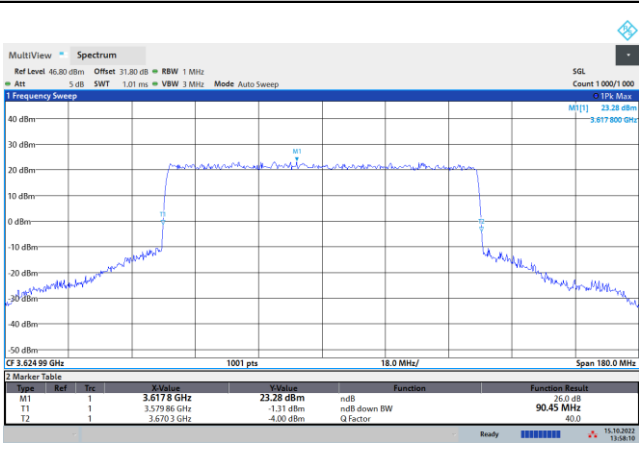 MultiView Spectrum
Ref Level 46.80 dBm Offset 31.80 dB RBW 1 MHz SGL
Att 5 dB SWT 1.01 ms VBW 3 MHz Mode Auto Sweep Count 1 000/1 000
1 Frequency Sweep 1Pk Max
M1[1] 23.28 dBm
3.617 800 GHz
40 dBm
30 dBm
M1
20 dBm
10 dBm
T1
0 dBm
T2
-10 dBm
-20 dBm
-30 dBm
-40 dBm
-50 dBm
CF 3.624 99 GHz 1001 pts 18.0 MHz/ Span 180.0 MHz
2 Marker Table
Type Ref Trc X-Value Y-Value Function Function Result
M1 1 3.617 8 GHz 23.28 dBm ndB 26.0 dB
T1 1 3.579 86 GHz -1.31 dBm ndB down BW 90.45 MHz
T2 1 3.670 3 GHz -4.00 dBm Q Factor 40.0
Ready 15.10.2022
13:58:10